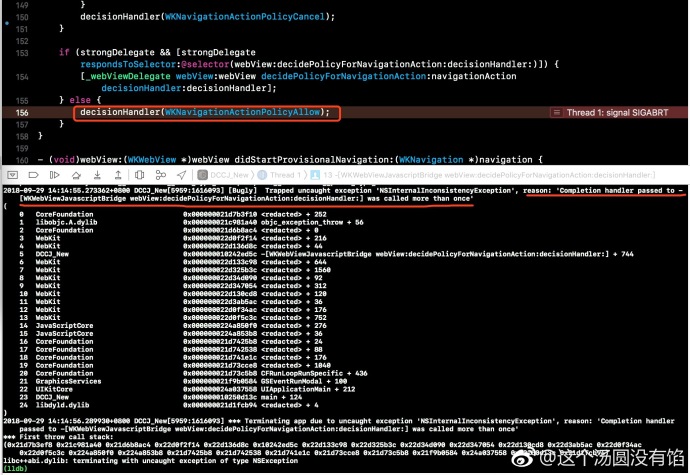 149 }
150 decisionHandler(WKNavigationActionPolicyCancel);
151 }
152
153 if (strongDelegate && [strongDelegate
respondsToSelector:@selector(webView:decidePolicyForNavigationAction:decisionHandler:)]) {
154 [_webViewDelegate webView:webView decidePolicyForNavigationAction:navigationAction
decisionHandler:decisionHandler];
155 } else {
156 decisionHandler(WKNavigationActionPolicyAllow); Thread 1: signal SIGABRT
157 }
158 }
159
160 - (void)webView:(WKWebView *)webView didStartProvisionalNavigation:(WKNavigation *)navigation {
DCCJ_New Thread 1 13 -[WKWebViewJavascriptBridge webView:decidePolicyForNavigationAction:decisionHandler:]
2018-09-29 14:14:55.273362+0800 DCCJ_New[5959:1616093] [Bugly] Trapped uncaught exception 'NSInternalInconsistencyException', reason: 'Completion handler passed to -
[WKWebViewJavascriptBridge webView:decidePolicyForNavigationAction:decisionHandler:] was called more than once'
(
0 CoreFoundation 0x000000021d7b3f10 <redacted> + 252
1 libobjc.A.dylib 0x000000021c981a40 objc_exception_throw + 56
2 CoreFoundation 0x000000021d6b8ac4 <redacted> + 0
3 WebKit 0x000000022d0f2f14 <redacted> + 216
4 WebKit 0x000000022d136d8c <redacted> + 44
5 DCCJ_New 0x000000010242ed5c -[WKWebViewJavascriptBridge webView:decidePolicyForNavigationAction:decisionHandler:] + 744
6 WebKit 0x000000022d133c98 <redacted> + 644
7 WebKit 0x000000022d325b3c <redacted> + 1560
8 WebKit 0x000000022d34d090 <redacted> + 92
9 WebKit 0x000000022d347054 <redacted> + 312
10 WebKit 0x000000022d130cd8 <redacted> + 120
11 WebKit 0x000000022d3ab5ac <redacted> + 36
12 WebKit 0x000000022d0f34ac <redacted> + 176
13 WebKit 0x000000022d0f5c3c <redacted> + 752
14 JavaScriptCore 0x000000224a850f0 <redacted> + 276
15 JavaScriptCore 0x000000224a853b8 <redacted> + 36
16 CoreFoundation 0x000000021d7425b8 <redacted> + 24
17 CoreFoundation 0x000000021d742538 <redacted> + 88
18 CoreFoundation 0x000000021d741e1c <redacted> + 176
19 CoreFoundation 0x000000021d73cce8 <redacted> + 1040
20 CoreFoundation 0x000000021d73c5b8 CFRunLoopRunSpecific + 436
21 GraphicsServices 0x000000021f9b0584 GSEventRunModal + 100
22 UIKitCore 0x000000024a037558 UIApplicationMain + 212
23 DCCJ_New 0x000000010250d13c main + 124
24 libdyld.dylib 0x000000021d1fcb94 <redacted> + 4
)
2018-09-29 14:14:56.289930+0800 DCCJ_New[5959:1616093] *** Terminating app due to uncaught exception 'NSInternalInconsistencyException', reason: 'Completion handler
passed to -[WKWebViewJavascriptBridge webView:decidePolicyForNavigationAction:decisionHandler:] was called more than once'
*** First throw call stack:
(0x21d7b3ef8 0x21c981a40 0x21d6b8ac4 0x22d0f2f14 0x22d136d8c 0x10242ed5c 0x22d133c98 0x22d325b3c 0x22d34d090 0x22d347054 0x22d130cd8 0x22d3ab5ac 0x22d0f34ac
0x22d0f5c3c 0x224a850f0 0x224a853b8 0x21d7425b8 0x21d742538 0x21d741e1c 0x21d73cce8 0x21d73c5b8 0x21f9b0584 0x24a037558
libc++abi.dylib: terminating with uncaught exception of type NSException
(lldb)
@这个汤圆没有馅